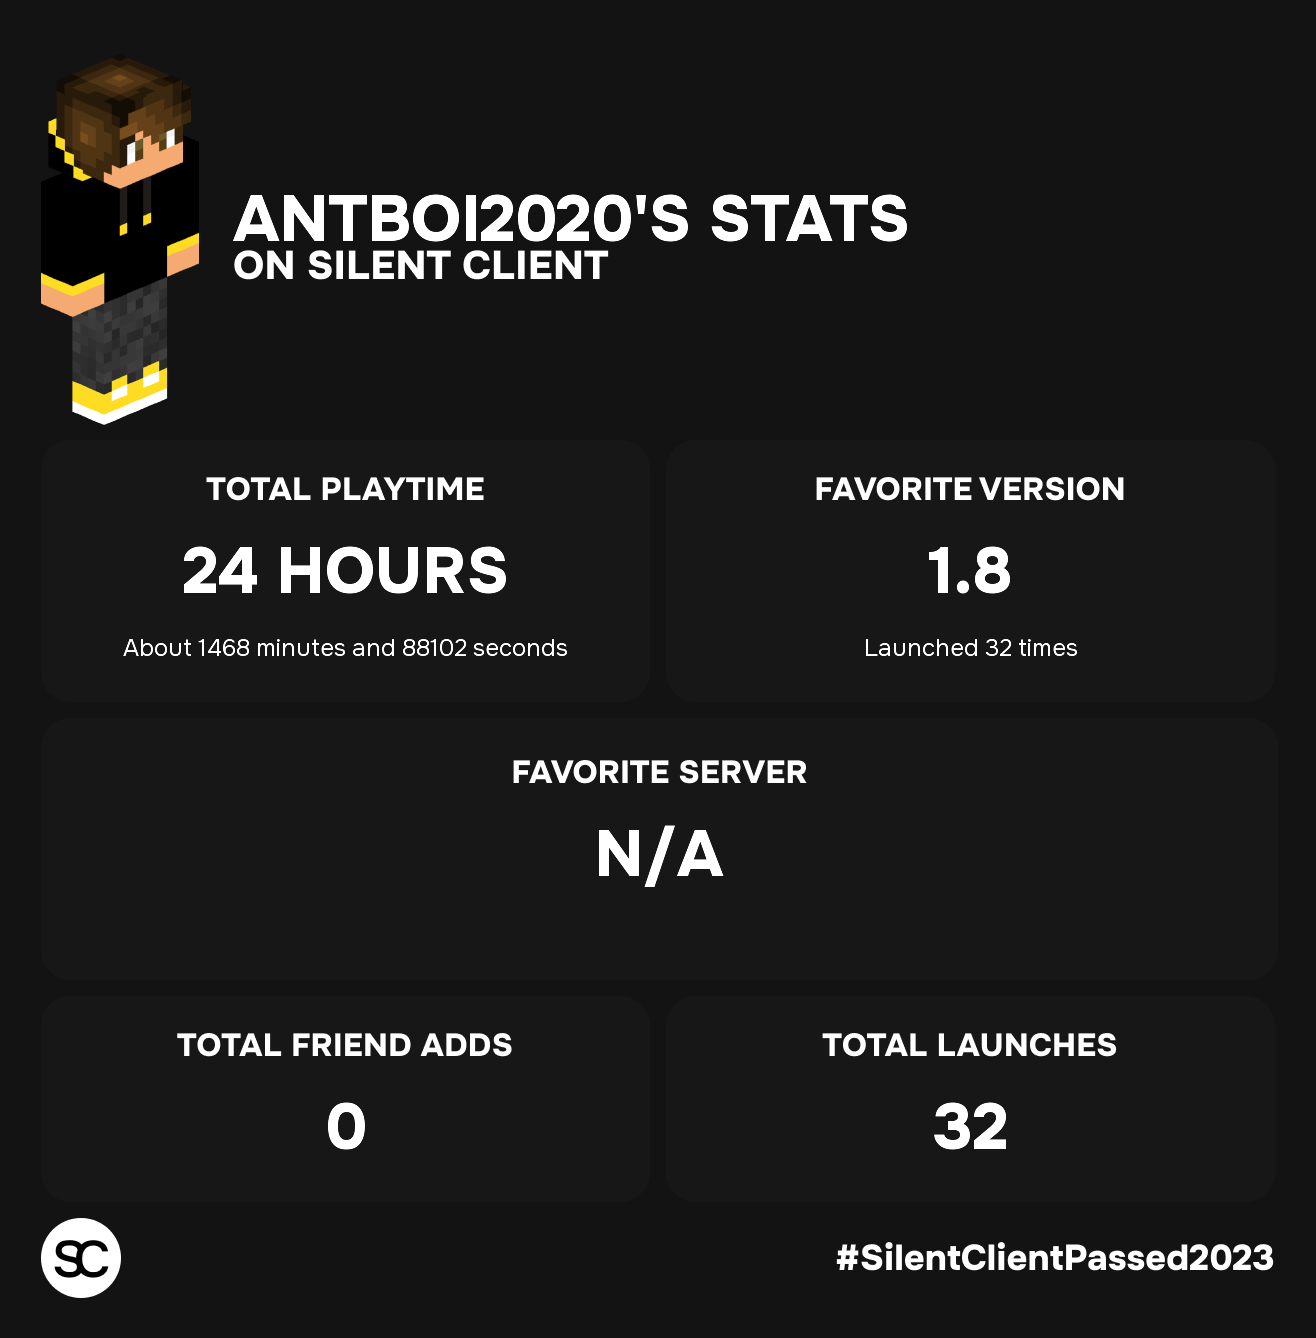 ANTBOI2020'S STATS
ON SILENT CLIENT
TOTAL PLAYTIME
24 HOURS
About 1468 minutes and 88102 seconds
FAVORITE VERSION
1.8
Launched 32 times
FAVORITE SERVER
N/A
TOTAL FRIEND ADDS
0
TOTAL LAUNCHES
32
SC
#SilentClientPassed2023